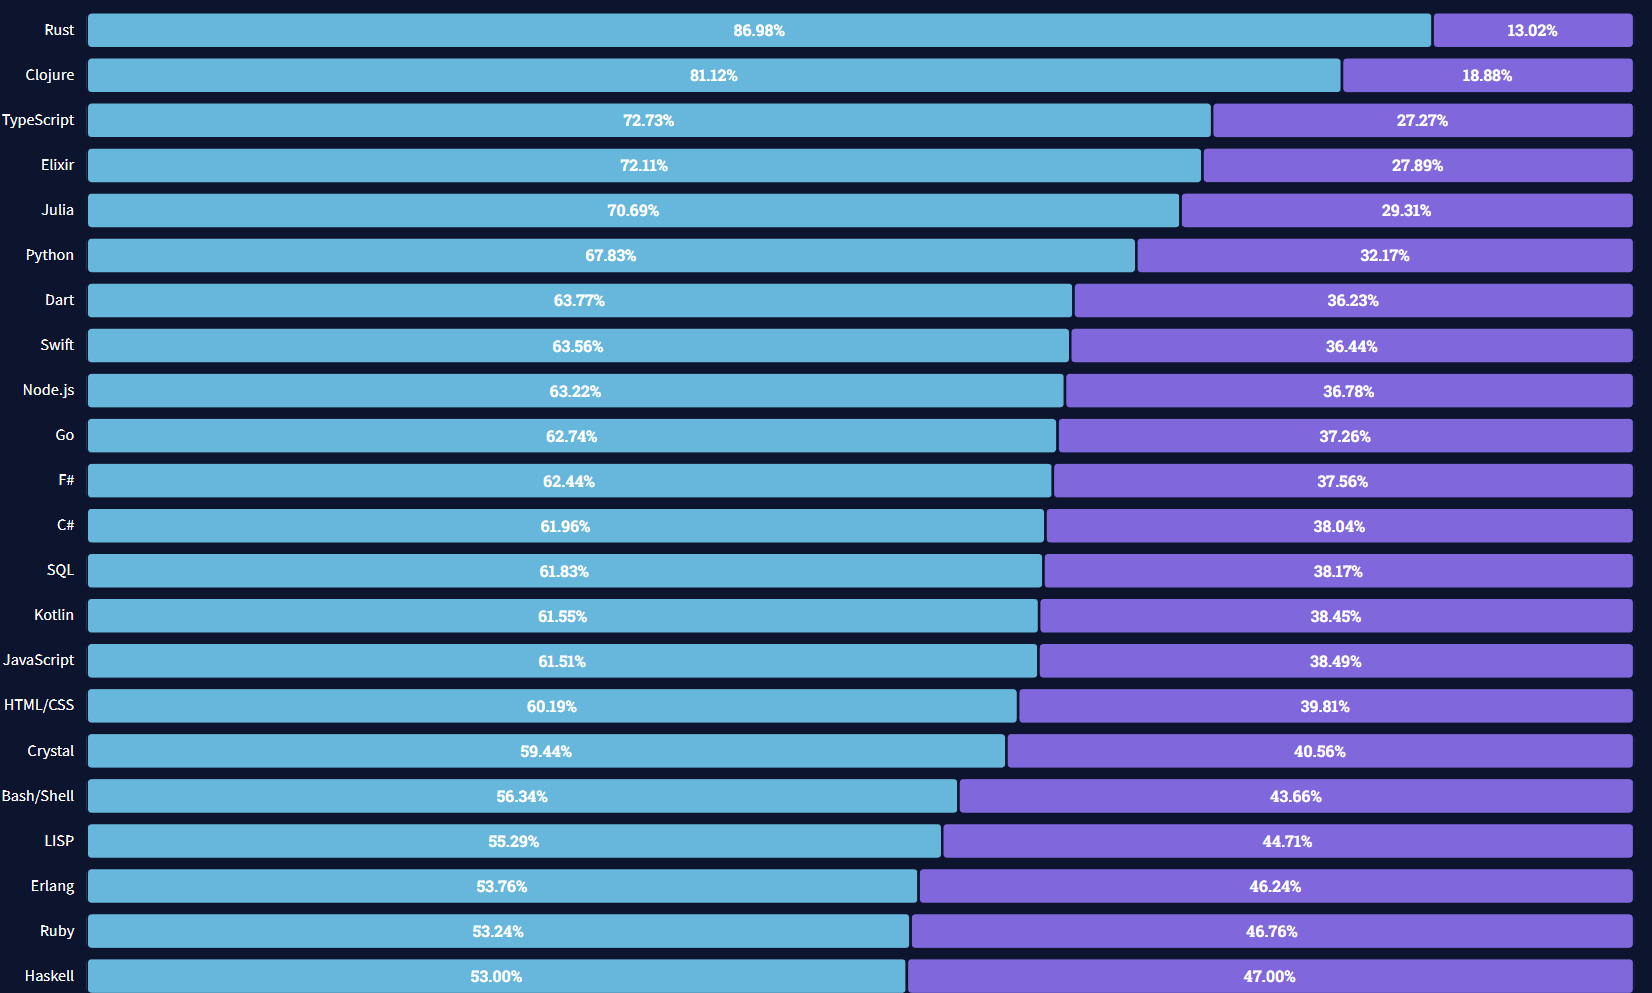 Rust 86.98% 13.02%
Clojure 81.12% 18.88%
TypeScript 72.73% 27.27%
Elixir 72.11% 27.89%
Julia 70.69% 29.31%
Python 67.83% 32.17%
Dart 63.77% 36.23%
Swift 63.56% 36.44%
Node.js 63.22% 36.78%
Go 62.74% 37.26%
F# 62.44% 37.56%
C# 61.96% 38.04%
SQL 61.83% 38.17%
Kotlin 61.55% 38.45%
JavaScript 61.51% 38.49%
HTML/CSS 60.19% 39.81%
Crystal 59.44% 40.56%
Bash/Shell 56.34% 43.66%
LISP 55.29% 44.71%
Erlang 53.76% 46.24%
Ruby 53.24% 46.76%
Haskell 53.00% 47.00%